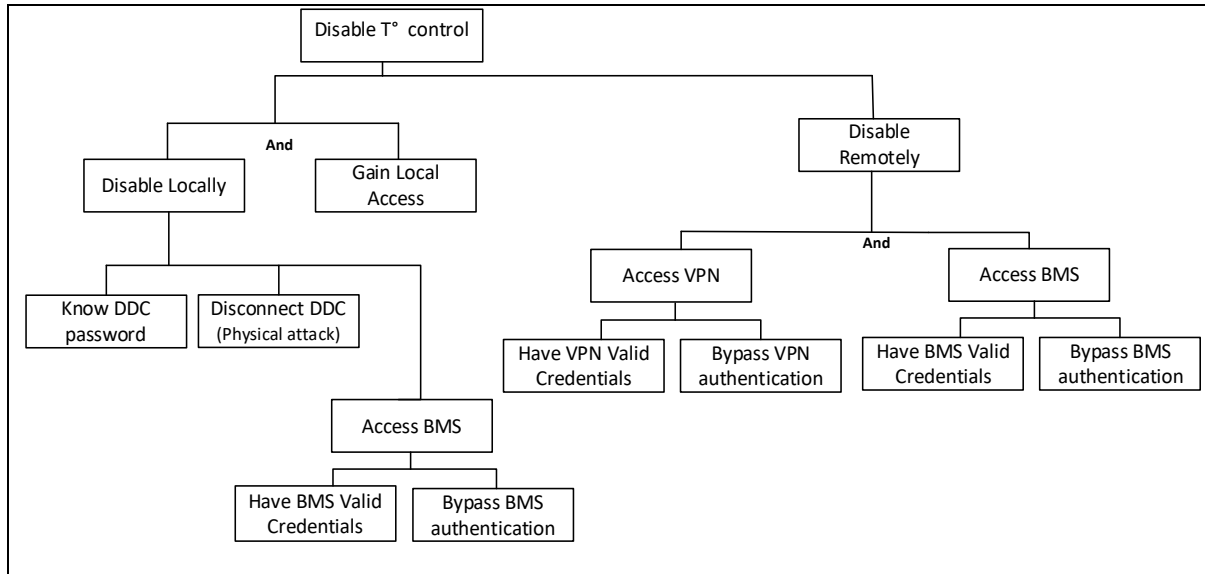 Disable T° control
And
Disable Locally
Gain Local
Access
Disable
Remotely
And
Know DDC
password
Disconnect DDC
(Physical attack)
Access VPN
Access BMS
Have VPN Valid
Credentials
Bypass VPN
authentication
Have BMS Valid
Credentials
Bypass BMS
authentication
Access BMS
Have BMS Valid
Credentials
Bypass BMS
authentication